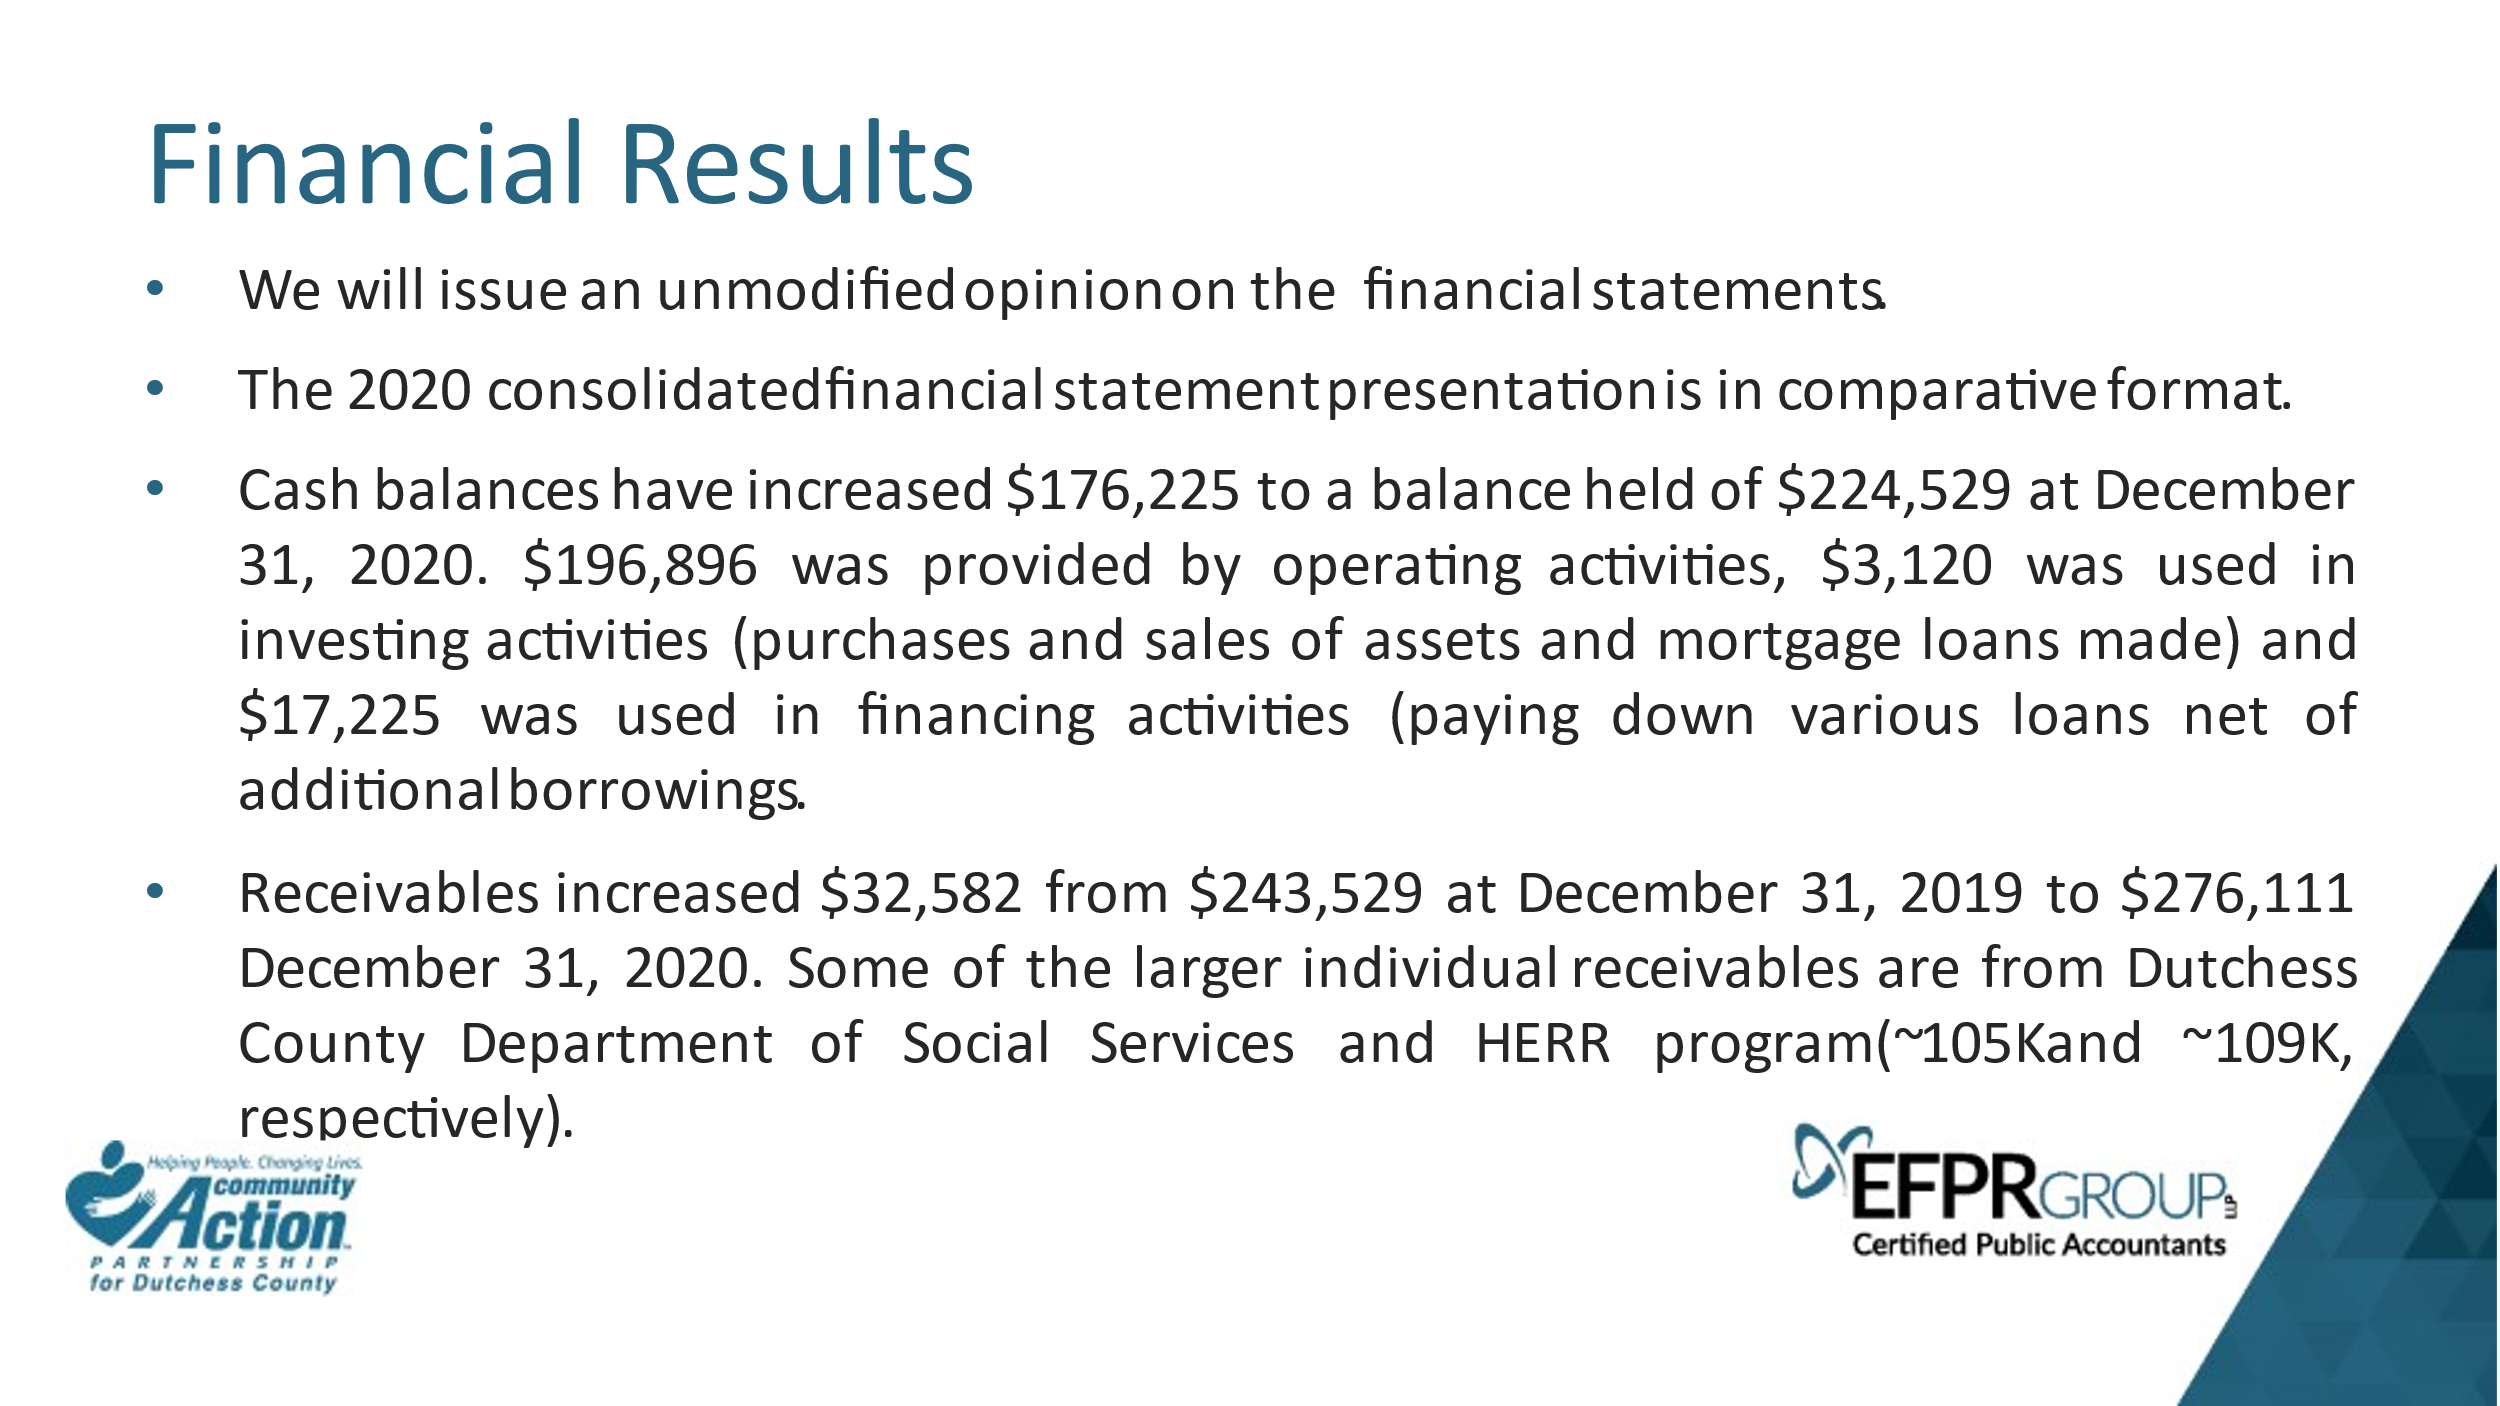 Financial Results
• We will issue an unmodified opinion on the financial statements.
• The 2020 consolidated financial statement presentation is in comparative format.
• Cash balances have increased $176,225 to a balance held of $224,529 at December
31, 2020. $196,896 was provided by operating activities, $3,120 was used in
investing activities (purchases and sales of assets and mortgage loans made) and
$17,225 was used in financing activities (paying down various loans net of
additional borrowings.
• Receivables increased $32,582 from $243,529 at December 31, 2019 to $276,111
December 31, 2020. Some of the larger individual receivables are from Dutchess
County Department of Social Services and HERR program(~105Kand ~109K,
respectively).
Helping People. Changing Lives.
community
Action
PARTNERSHIP
for Dutchess County
EFPRGROUP LLP
Certified Public Accountants